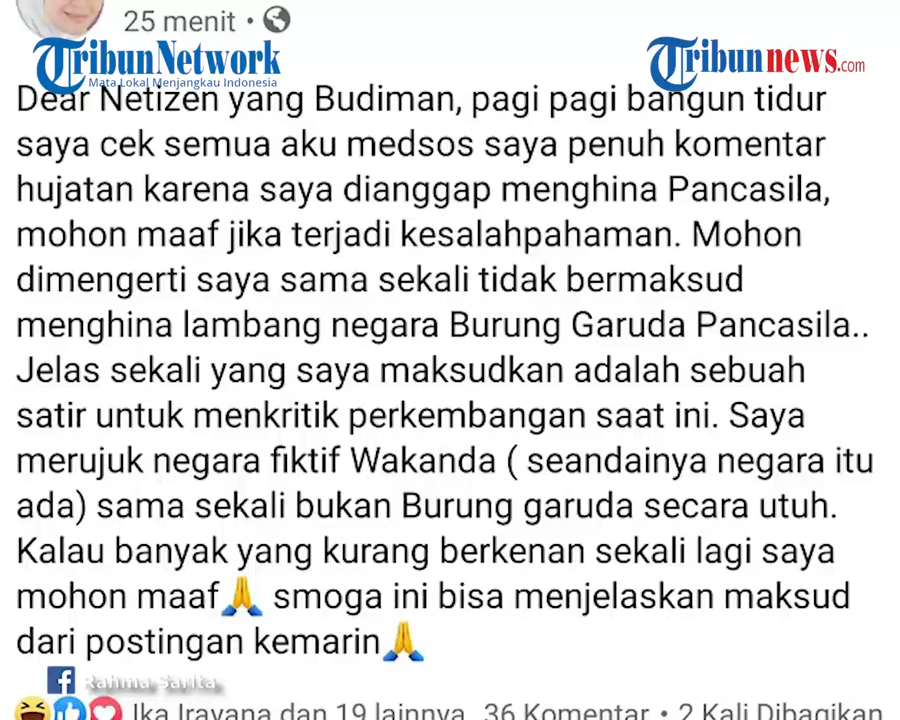 25 menit
Tribun Network
Mata Lokal Menjangkau Indonesia
Tribunnews.com
Dear Netizen yang Budiman, pagi pagi bangun tidur
saya cek semua aku medsos saya penuh komentar
hujatan karena saya dianggap menghina Pancasila,
mohon maaf jika terjadi kesalahpahaman. Mohon
dimengerti saya sama sekali tidak bermaksud
menghina lambang negara Burung Garuda Pancasila..
Jelas sekali yang saya maksudkan adalah sebuah
satir untuk menkritik perkembangan saat ini. Saya
merujuk negara fiktif Wakanda ( seandainya negara itu
ada) sama sekali bukan Burung garuda secara utuh.
Kalau banyak yang kurang berkenan sekali lagi saya
mohon maaf🙏 smoga ini bisa menjelaskan maksud
dari postingan kemarin🙏
Rahma Sarita
Ika Irayana dan 19 lainnya 36 Komentar • 2 Kali Dibagikan